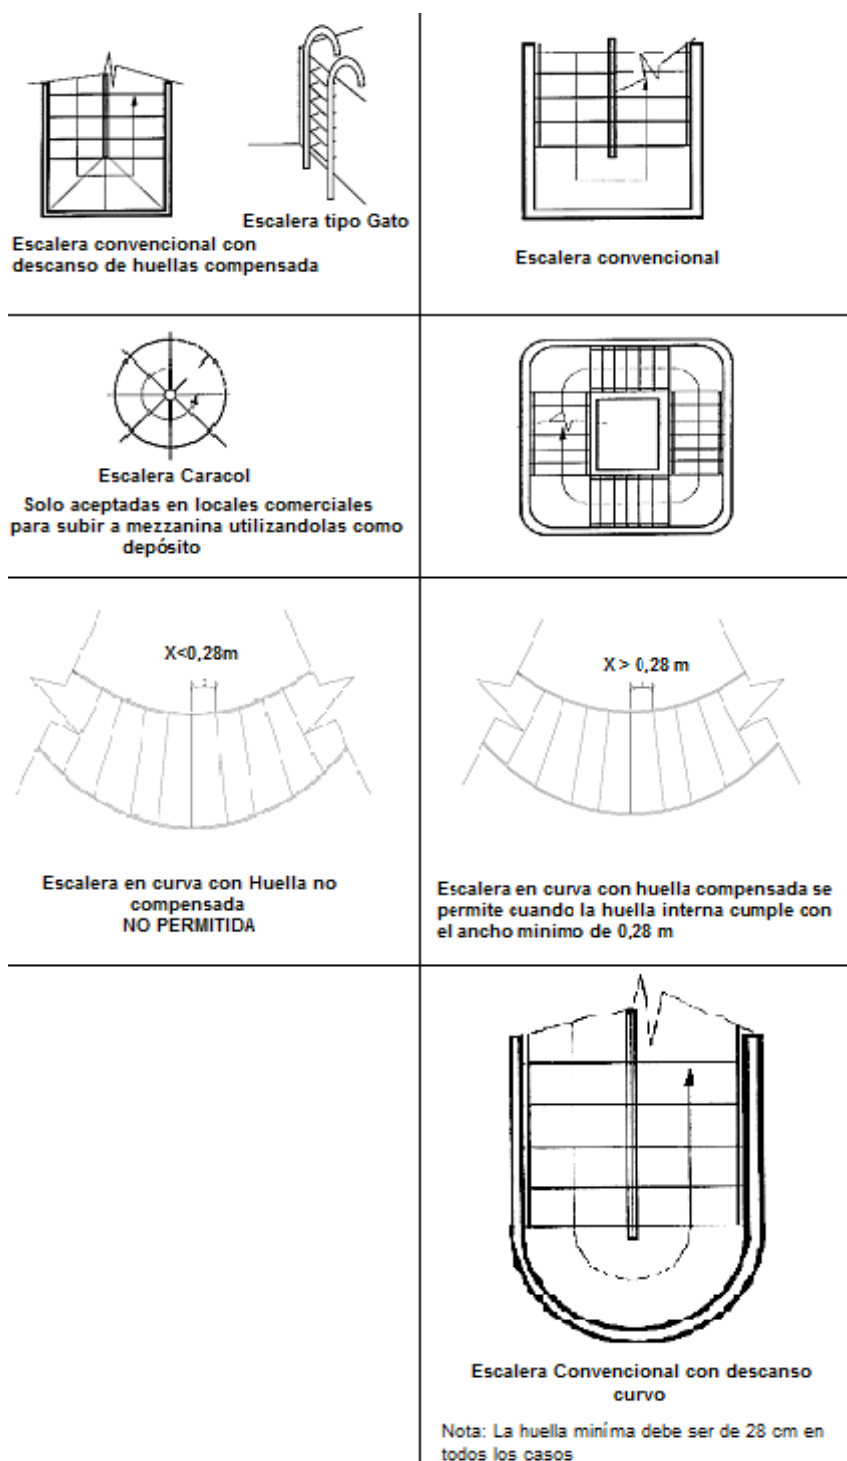 Escalera tipo Gato
Escalera convencional con
descanso de huellas compensada
Escalera convencional
Escalera Caracol
Solo aceptadas en locales comerciales
para subir a mezzanina utilizandolas como
depósito
X<0,28m
X > 0,28 m
Escalera en curva con Huella no
compensada
NO PERMITIDA
Escalera en curva con huella compensada se
permite cuando la huella interna cumple con
el ancho minimo de 0,28 m
Escalera Convencional con descanso
curvo
Nota: La huella miníma debe ser de 28 cm en
todos los casos